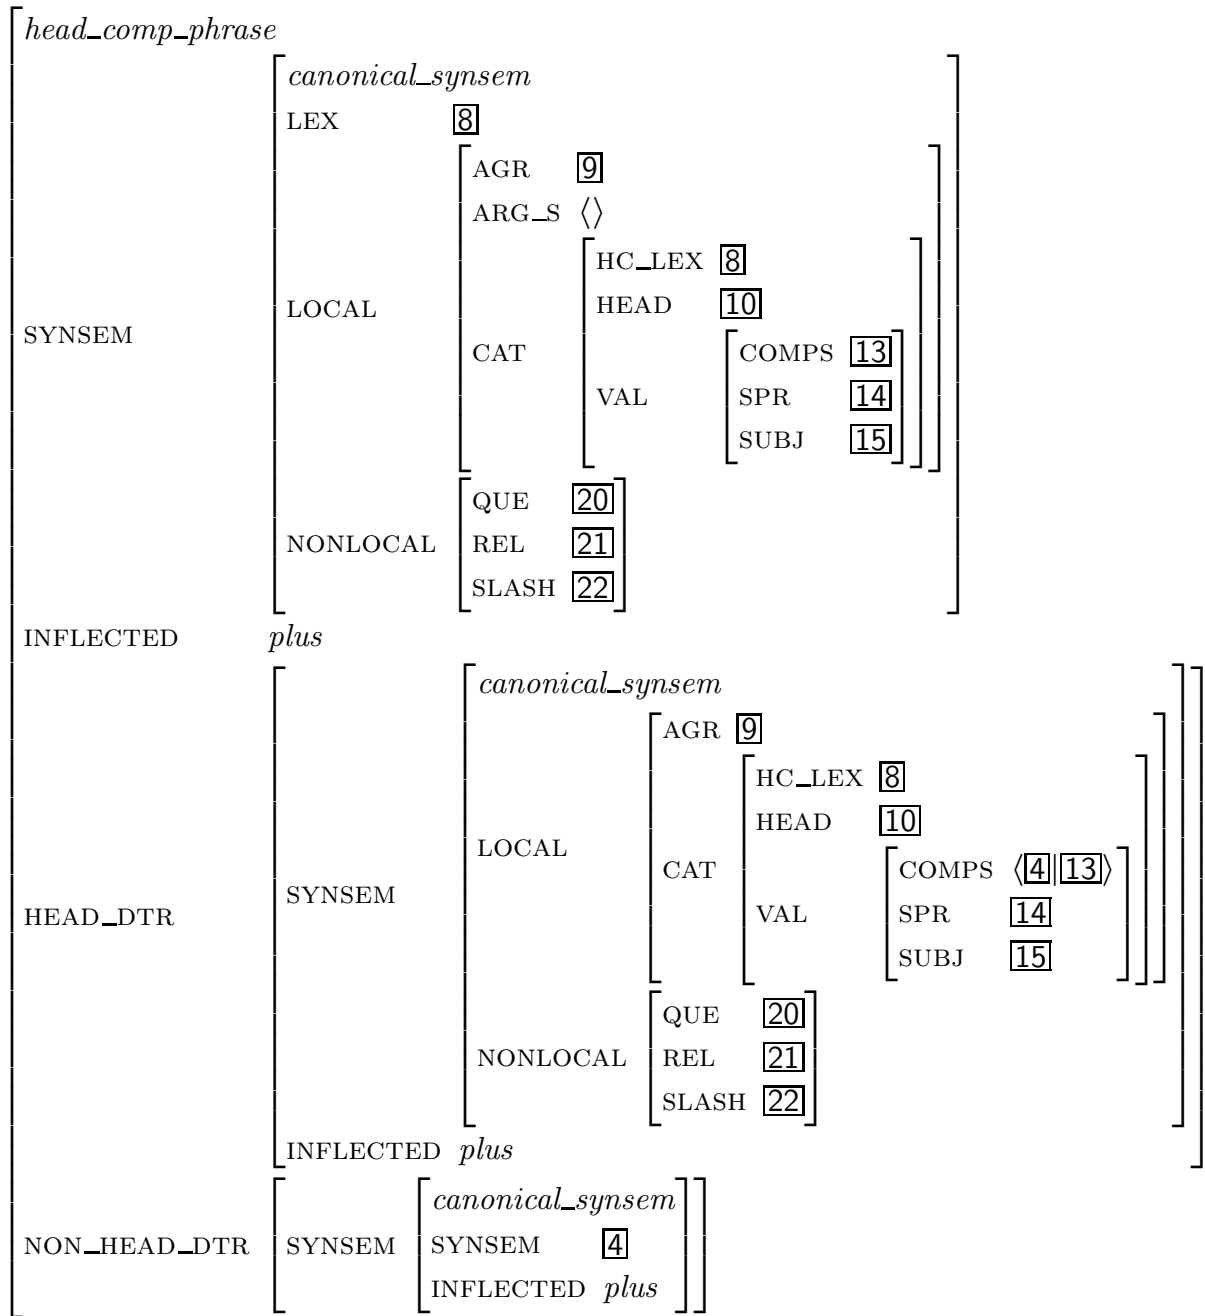 head_comp_phrase
canonical_synsem
LEX 8
AGR 9
ARG_S ⟨⟩
HC_LEX 8
LOCAL HEAD 10
SYNSEM
CAT COMPS 13
VAL SPR 14
SUBJ 15
QUE 20
NONLOCAL REL 21
SLASH 22
INFLECTED plus
canonical_synsem
AGR 9
HC_LEX 8
HEAD 10
LOCAL
CAT COMPS ⟨4|13⟩
SYNSEM
HEAD_DTR VAL SPR 14
SUBJ 15
QUE 20
NONLOCAL REL 21
SLASH 22
INFLECTED plus
canonical_synsem
NON_HEAD_DTR SYNSEM SYNSEM 4
INFLECTED plus